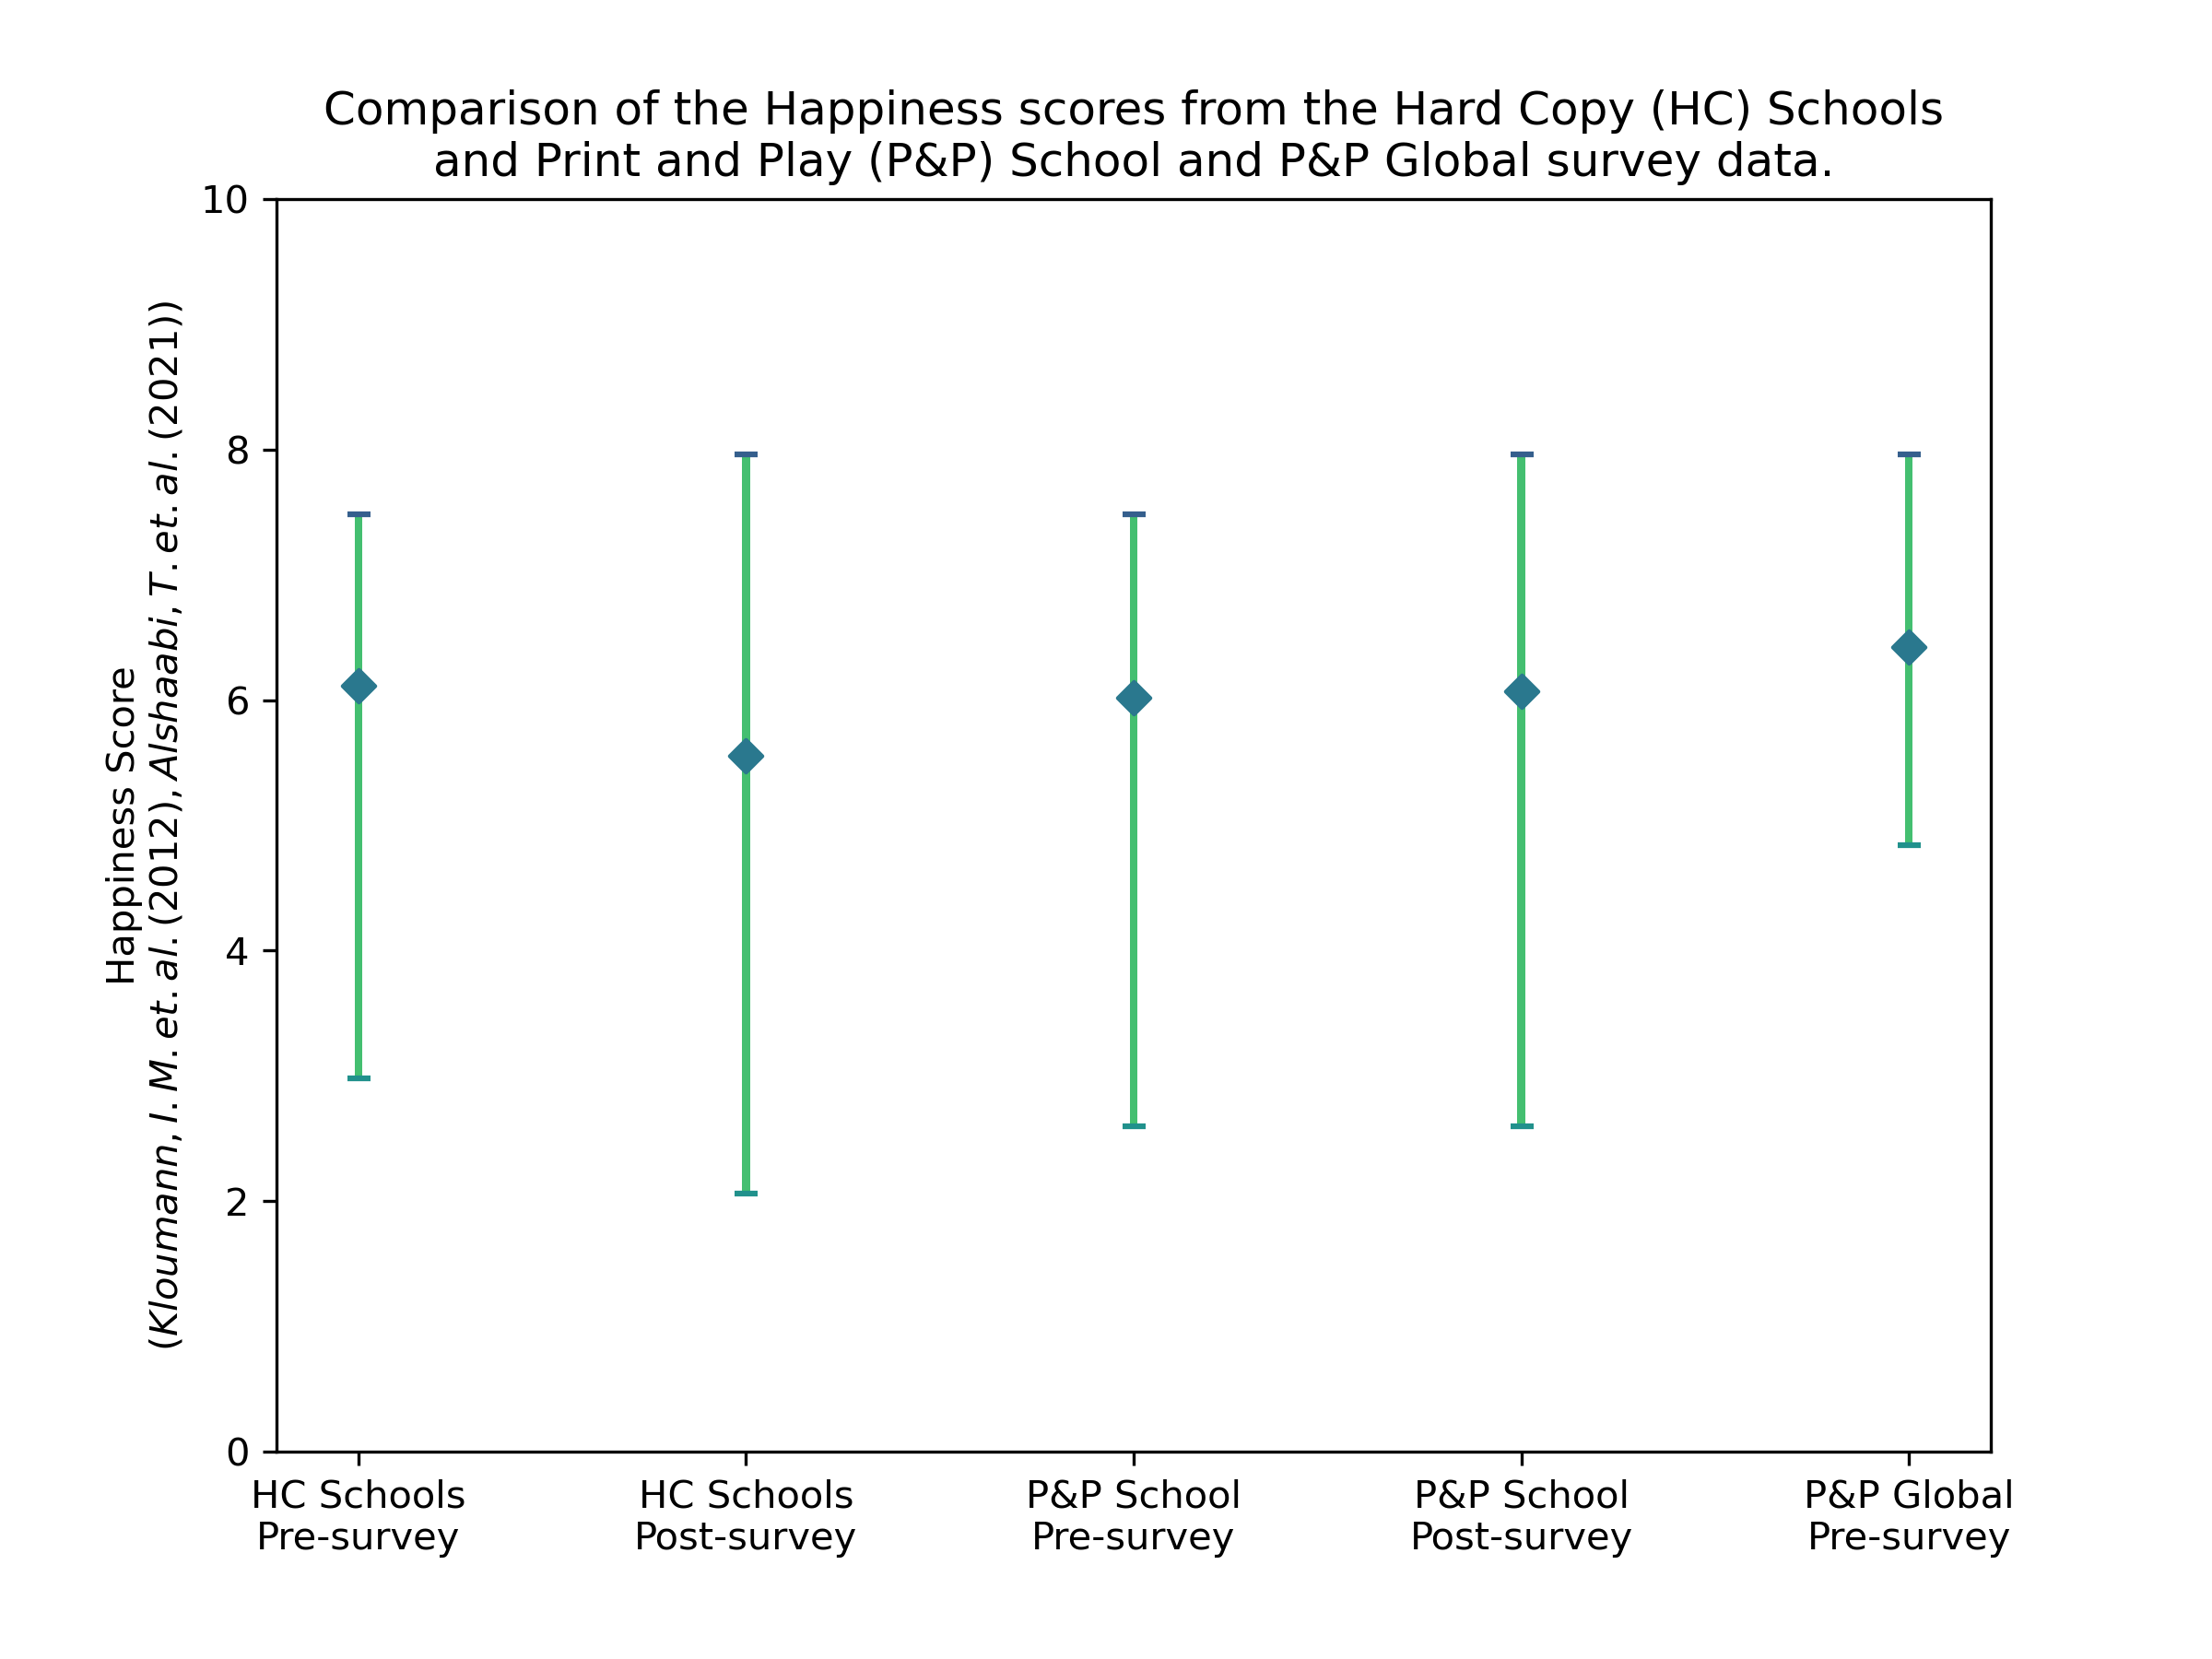 Comparison of the Happiness scores from the Hard Copy (HC) Schools
and Print and Play (P&P) School and P&P Global survey data.
Happiness Score
(Kloumann, I. M. et. al. (2012), Alshaabi, T. et. al. (2021))
10
8
6
4
2
0
HC Schools
Pre-survey
HC Schools
Post-survey
P&P School
Pre-survey
P&P School
Post-survey
P&P Global
Pre-survey